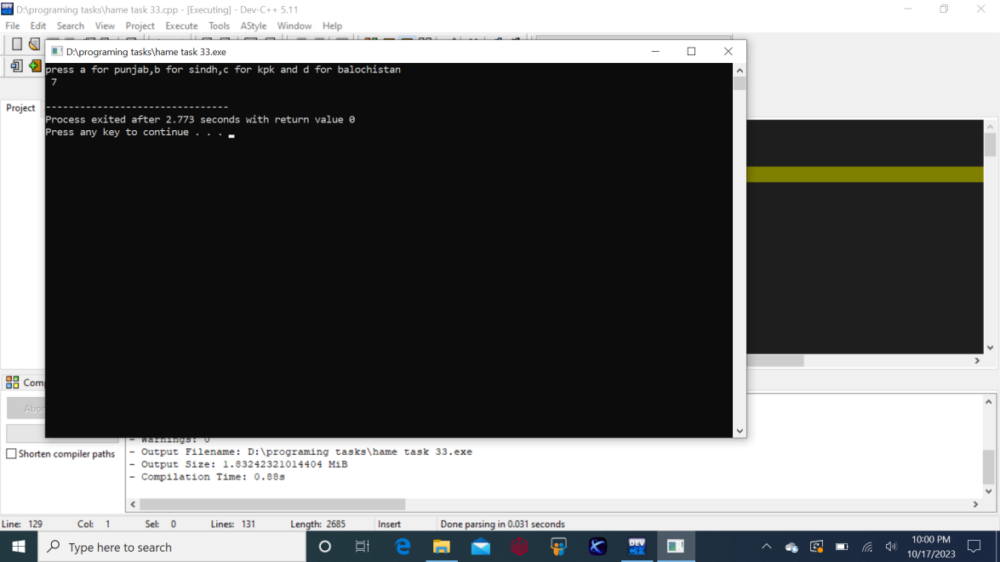 D:\programing tasks\hame task 33.cpp - [Executing] - Dev-C++ 5.11
File Edit Search View Project Execute Tools AStyle Window Help
D:\programing tasks\hame task 33.exe
press a for punjab,b for sindh,c for kpk and d for balochistan
7
--------------------------------
Process exited after 2.773 seconds with return value 0
Press any key to continue . . .
Project
Abor
Shorten compiler paths
- Warnings: 0
- Output Filename: D:\programing tasks\hame task 33.exe
- Output Size: 1.83242321014404 MiB
- Compilation Time: 0.88s
Line: 129 Col: 1 Sel: 0 Lines: 131 Length: 2685 Insert Done parsing in 0.031 seconds
Type here to search
DEV C++
10:00 PM
10/17/2023